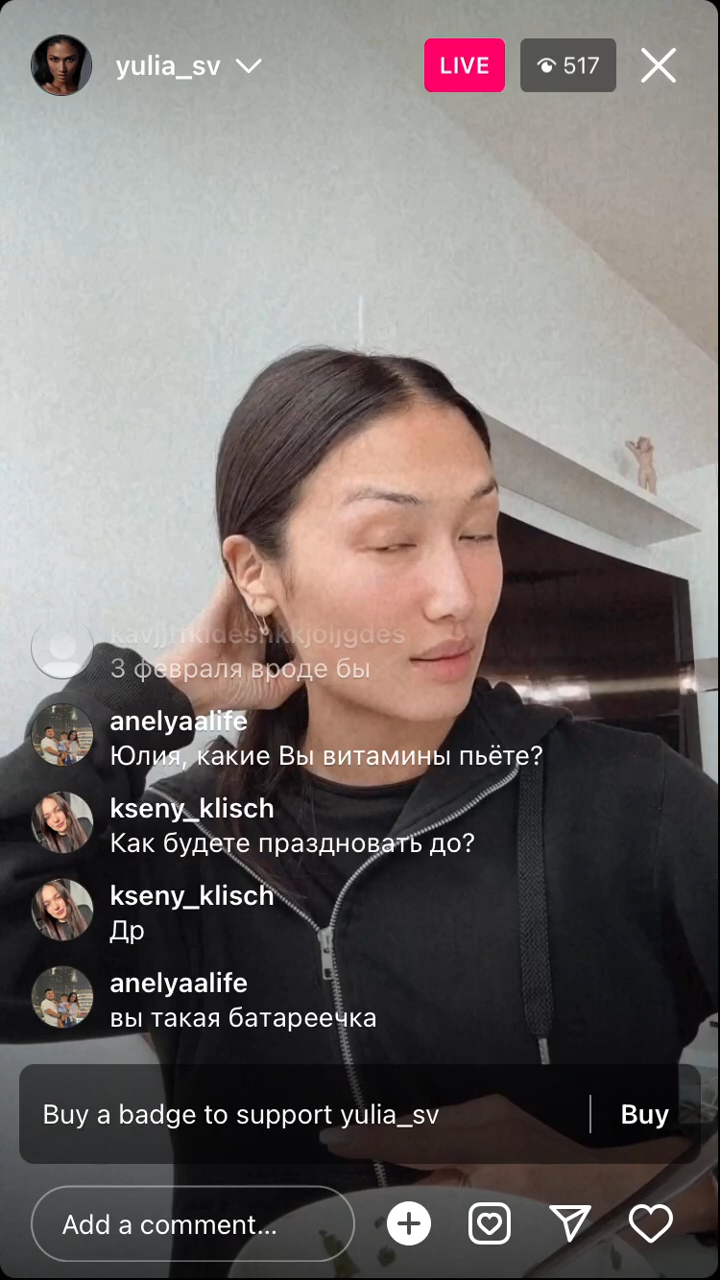 yulia_sv
LIVE
517
3 февраля вроде бы
anelyaalife
Юлия, какие Вы витамины пьёте?
kseny_klisch
Как будете праздновать до?
kseny_klisch
Др
anelyaalife
вы такая батареечка
Buy a badge to support yulia_sv
Buy
Add a comment...